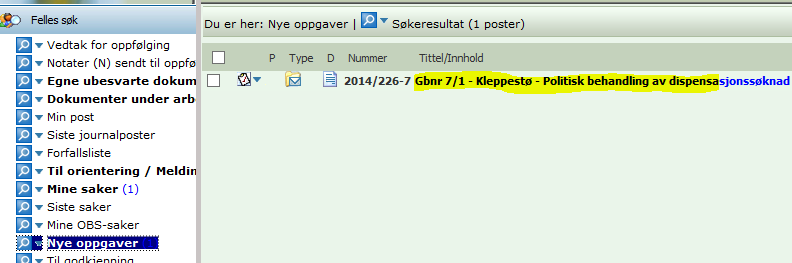 Felles søk
Vedtak for oppfølging
Notater (N) sendt til oppfø
Egne ubesvarte dokum
Dokumenter under arbe
Min post
Siste journalposter
Forfallsliste
Til orientering / Meldin
Mine saker (1)
Siste saker
Mine OBS-saker
Nye oppgaver
Til godkjenning
Du er her: Nye oppgaver | Søkeresultat (1 poster)
P Type D Nummer Tittel/Innhold
2014/226-7 Gbnr 7/1 - Kleppestø - Politisk behandling av dispensasjonssøknad